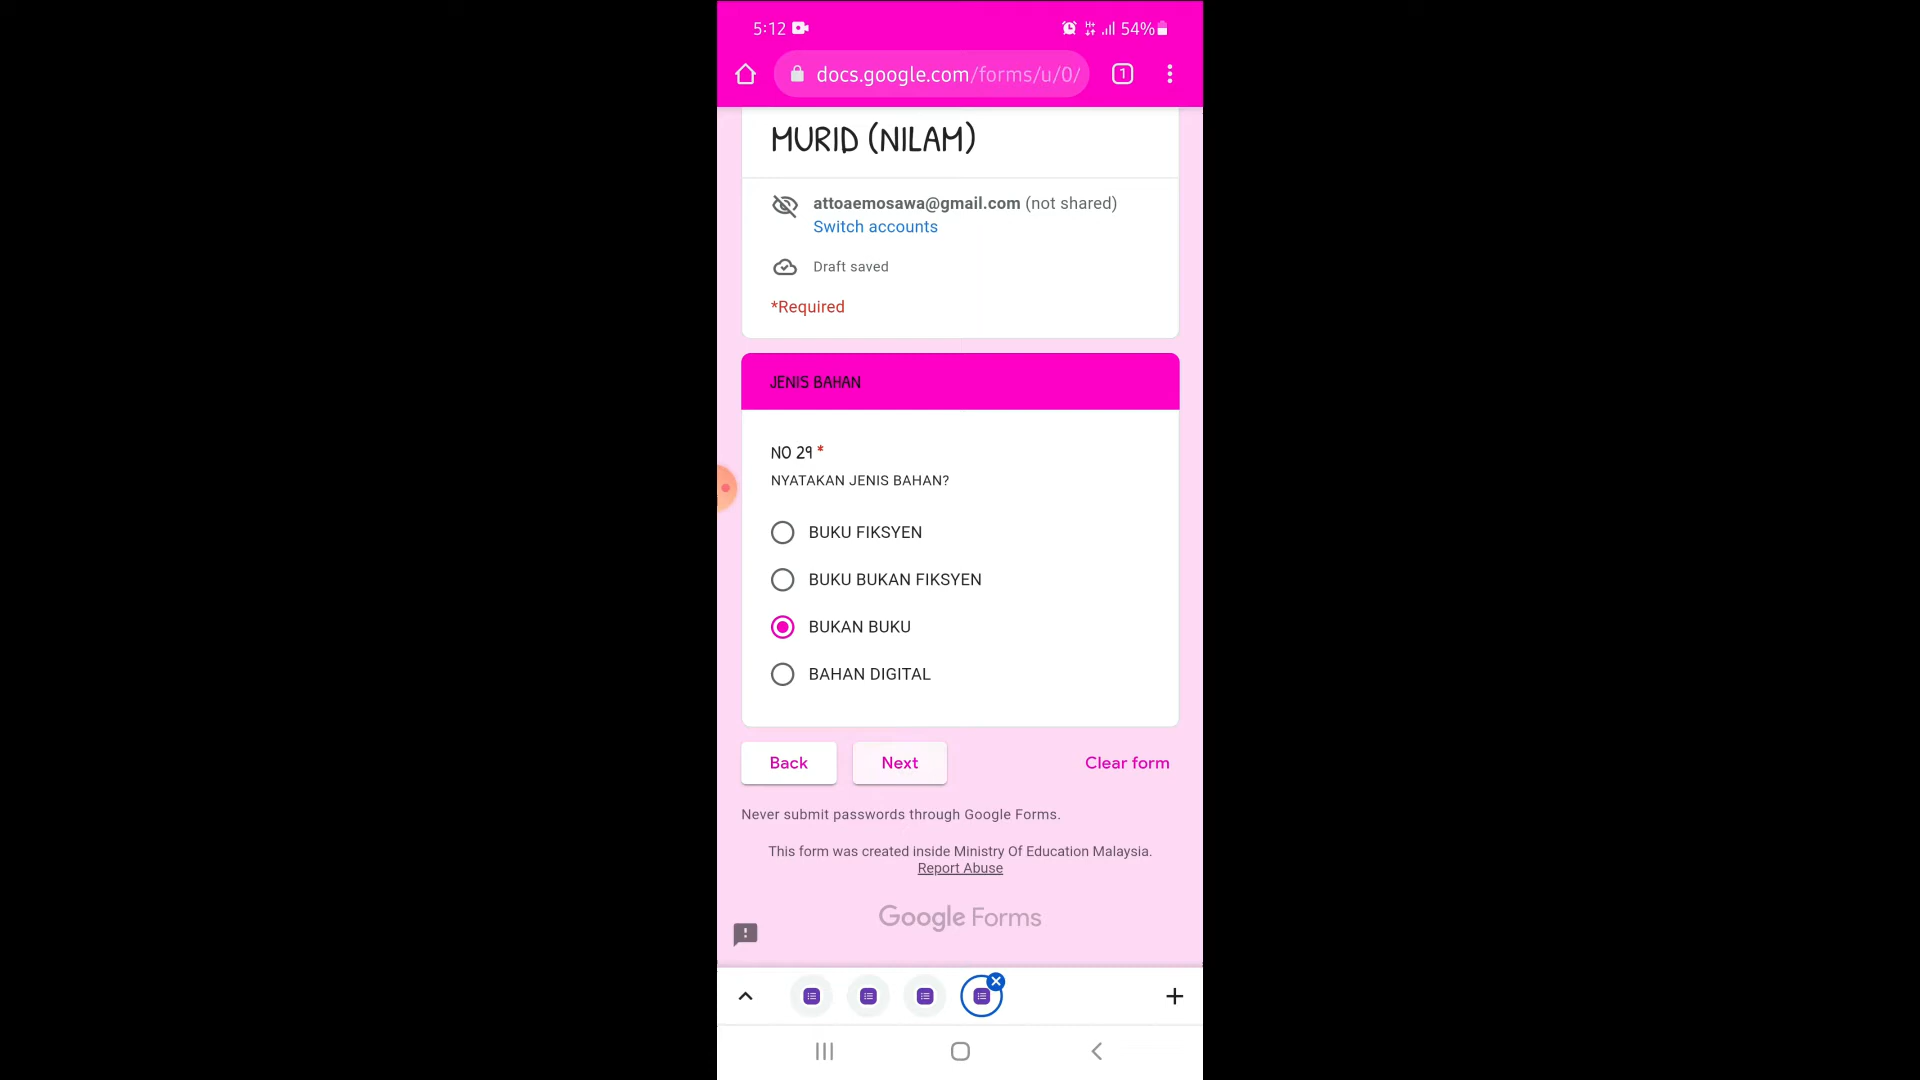 5:12
54%
docs.google.com/forms/u/0/
1
MURID (NILAM)
attoaemosawa@gmail.com (not shared)
Switch accounts
Draft saved
*Required
JENIS BAHAN
NO 29 *
NYATAKAN JENIS BAHAN?
BUKU FIKSYEN
BUKU BUKAN FIKSYEN
BUKAN BUKU
BAHAN DIGITAL
Back
Next
Clear form
Never submit passwords through Google Forms.
This form was created inside Ministry Of Education Malaysia.
Report Abuse
Google Forms